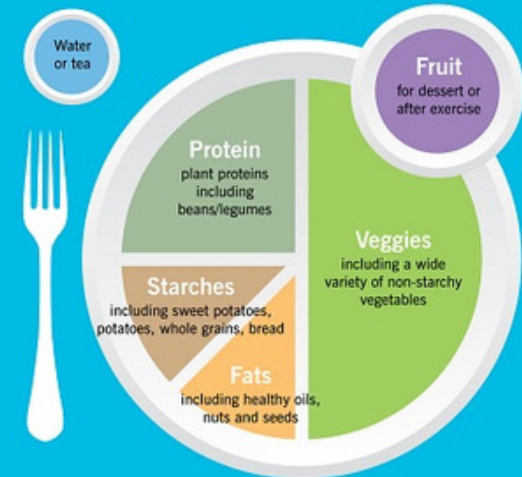 Water
or tea
Fruit
for dessert or
after exercise
Protein
plant proteins
including
beans/legumes
Veggies
including a wide
variety of non-starchy
vegetables
Starches
including sweet potatoes,
potatoes, whole grains, bread
Fats
including healthy oils,
nuts and seeds